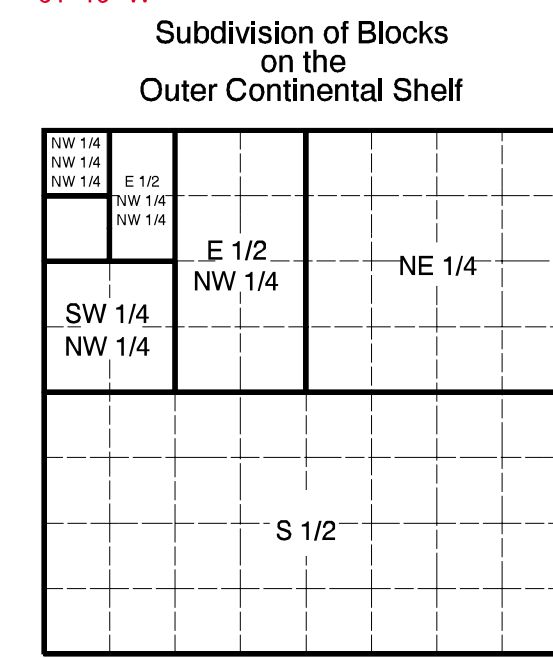 Subdivision of Blocks
on the
Outer Continental Shelf
NW 1/4
NW 1/4
NW 1/4
E 1/2
NW 1/4
NW 1/4
E 1/2
NW 1/4
NE 1/4
SW 1/4
NW 1/4
S 1/2